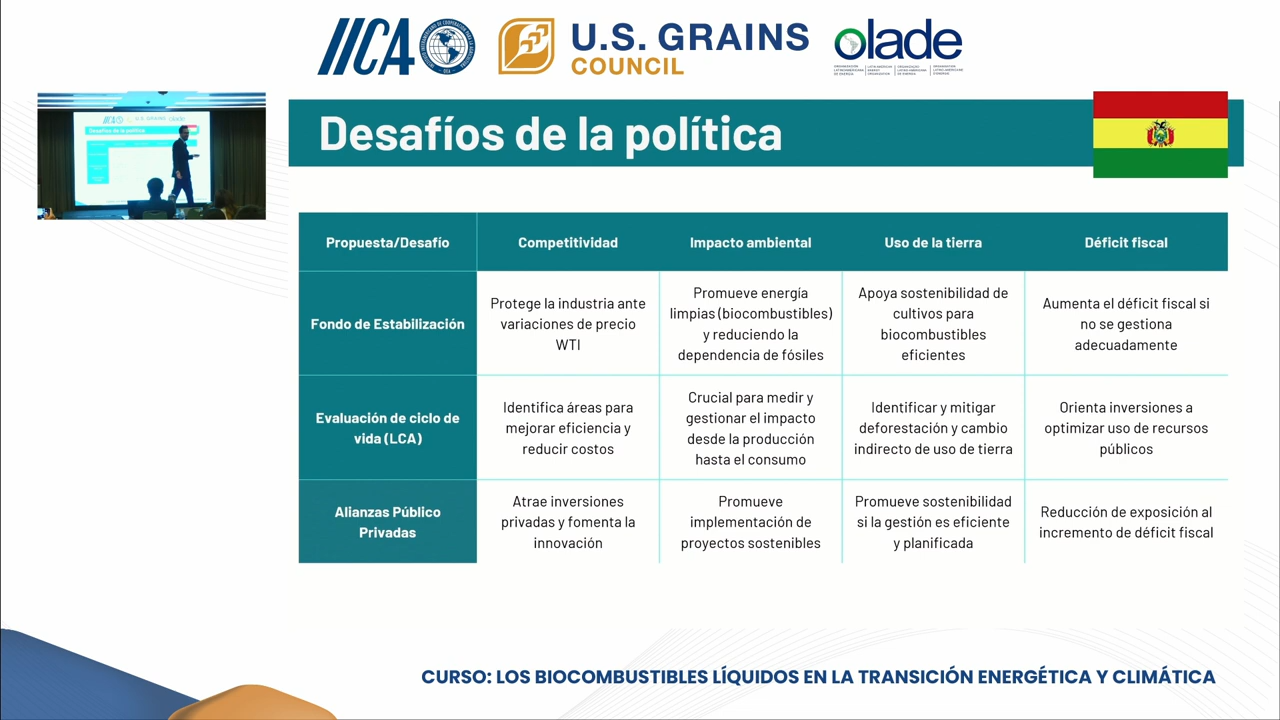 IICA
U.S. GRAINS
COUNCIL
olade
Desafíos de la política
Desafíos de la política
Propuesta/Desafío
Competitividad
Impacto ambiental
Uso de la tierra
Déficit fiscal
Fondo de Estabilización
Protege la industria ante
variaciones de precio
WTI
Promueve energía
limpias (biocombustibles)
y reduciendo la
dependencia de fósiles
Apoya sostenibilidad de
cultivos para
biocombustibles
eficientes
Aumenta el déficit fiscal si
no se gestiona
adecuadamente
Evaluación de ciclo de
vida (LCA)
Identifica áreas para
mejorar eficiencia y
reducir costos
Crucial para medir y
gestionar el impacto
desde la producción
hasta el consumo
Identificar y mitigar
deforestación y cambio
indirecto de uso de tierra
Orienta inversiones a
optimizar uso de recursos
públicos
Alianzas Público
Privadas
Atrae inversiones
privadas y fomenta la
innovación
Promueve
implementación de
proyectos sostenibles
Promueve sostenibilidad
si la gestión es eficiente
y planificada
Reducción de exposición al
incremento de déficit fiscal
CURSO: LOS BIOCOMBUSTIBLES LÍQUIDOS EN LA TRANSICIÓN ENERGÉTICA Y CLIMÁTICA